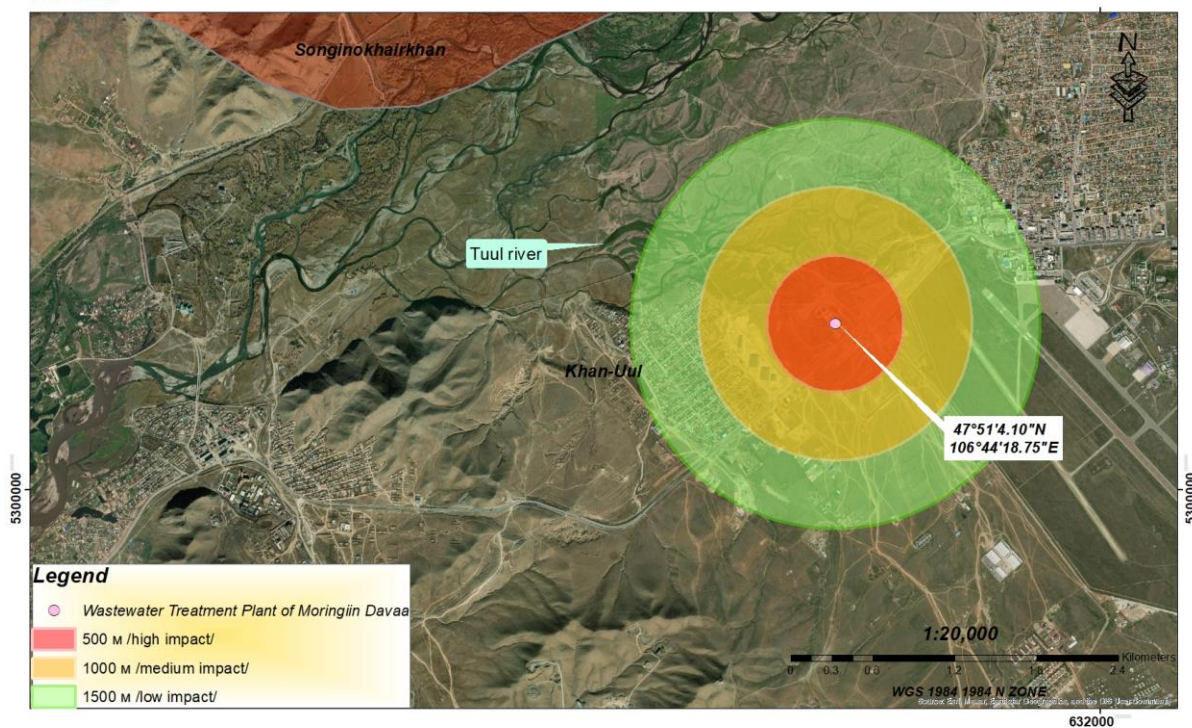 Songinokhairkhan
N
Tuul river
Khan-Uul
47°51'4.10"N
106°44'18.75"E
5300000
5300000
Legend
Wastewater Treatment Plant of Moringiin Davaa
500 м /high impact/
1000 м /medium impact/
1500 м /low impact/
1:20,000
Kilometers
0 0.3 0.6 1.2 1.8 2.4
WGS 1984 1984 N ZONE
632000